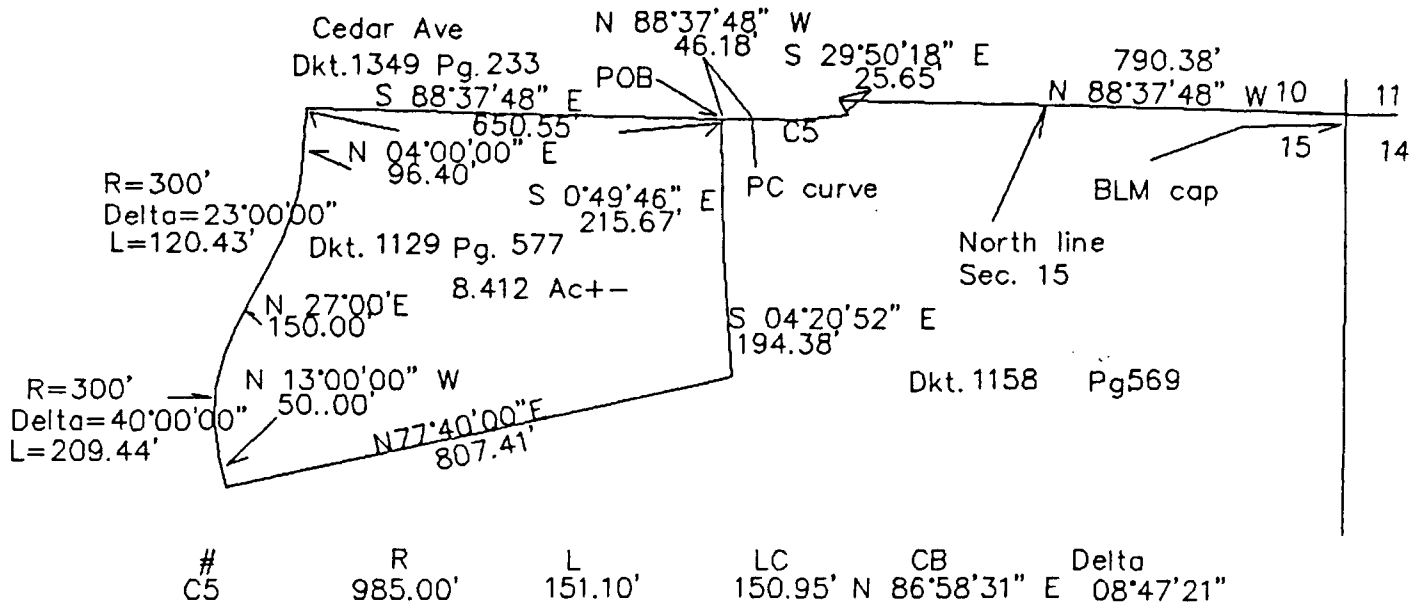 Cedar Ave
Dkt.1349 Pg.233
S 88°37'48" E
650.55'
POB
N 88°37'48" W
46.18'
S 29°50'18" E
25.65'
790.38'
N 88°37'48" W
10
11
15
14
C5
N 04°00'00" E
96.40'
R=300'
Delta=23°00'00"
L=120.43'
S 0°49'46" E
215.67'
PC curve
BLM cap
North line
Sec. 15
Dkt. 1129 Pg. 577
8.412 Ac+-
N 27°00'E
150.00'
S 04°20'52" E
194.38'
R=300'
Delta=40°00'00"
L=209.44'
N 13°00'00" W
50..00'
Dkt. 1158 Pg569
N77°40'00"E
807.41'
# R L LC CB Delta
C5 985.00' 151.10' 150.95' N 86°58'31" E 08°47'21"